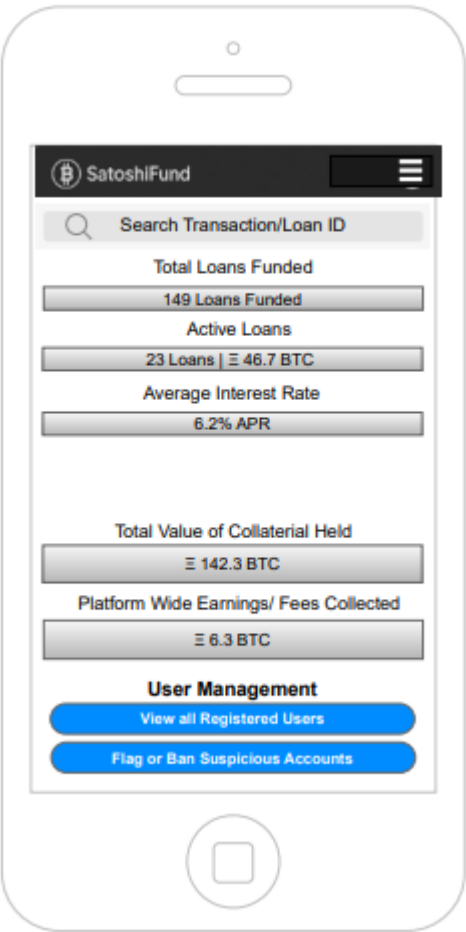 SatoshiFund
Search Transaction/Loan ID
Total Loans Funded
149 Loans Funded
Active Loans
23 Loans | Ξ 46.7 BTC
Average Interest Rate
6.2% APR
Total Value of Collaterial Held
Ξ 142.3 BTC
Platform Wide Earnings/ Fees Collected
Ξ 6.3 BTC
User Management
View all Registered Users
Flag or Ban Suspicious Accounts